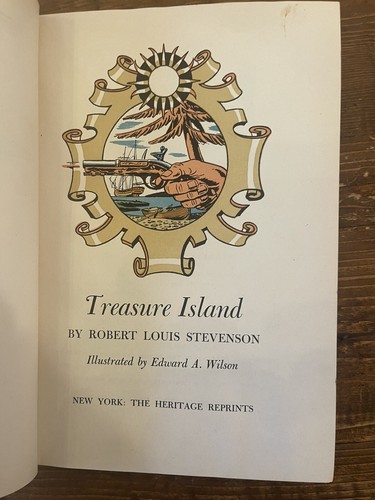 Treasure Island
BY ROBERT LOUIS STEVENSON
Illustrated by Edward A. Wilson
NEW YORK: THE HERITAGE REPRINTS